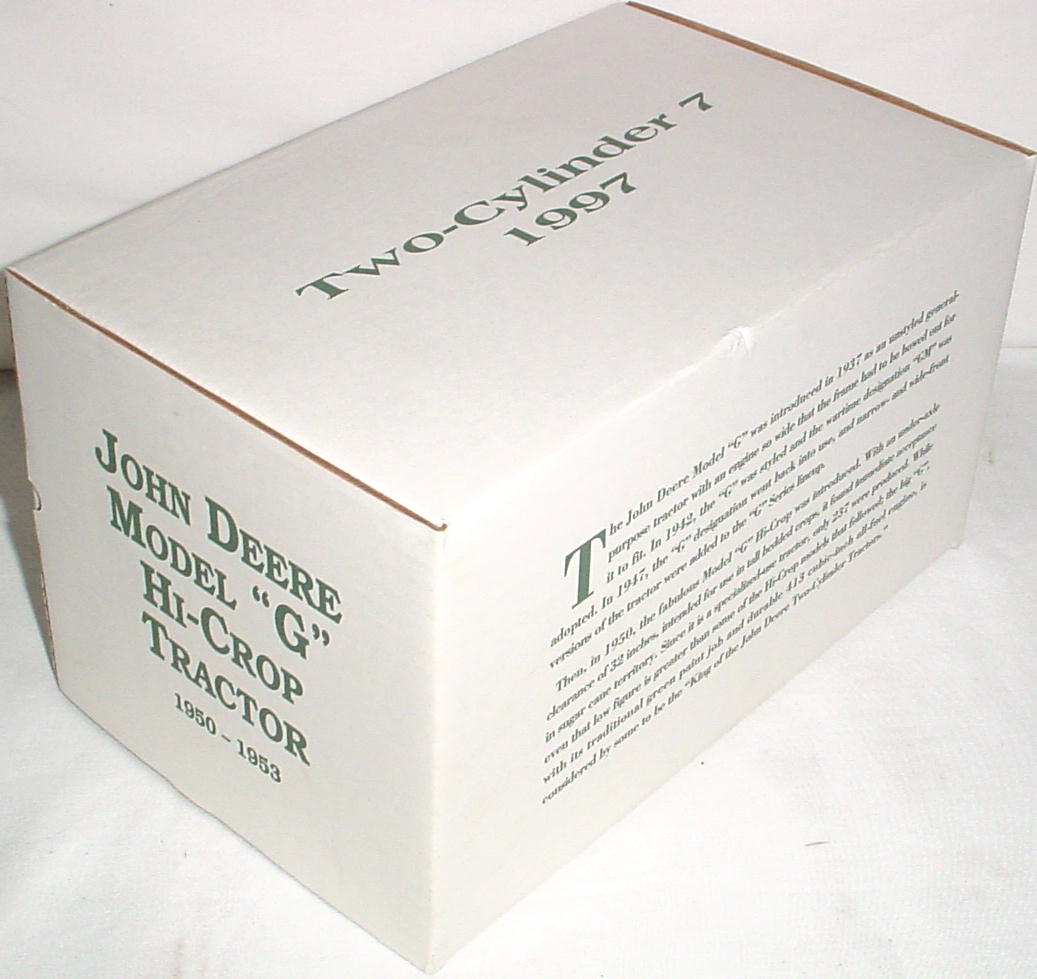 Two-Cylinder 7
1997
JOHN DEERE
MODEL "G"
HI-CROP
TRACTOR
1950 – 1953
The John Deere Model "G" was introduced in 1937 as an unstyled general-
purpose tractor with an engine so wide that the frame had to be bowed out for
it to fit. In 1942, the "G" was styled and the wartime designation "GM" was
adopted. In 1947, the "G" designation went back into use, and narrow- and wide-front
versions of the tractor were added to the "G" Series lineup.
Then, in 1950, the fabulous Model "G" Hi-Crop was introduced. With an under-axle
clearance of 32 inches, intended for use in tall bedded crops, it found immediate acceptance
in sugar cane territory. Since it is a specialized-use tractor, only 237 were produced. While
even that low figure is greater than some of the Hi-Crop models that followed, the big "G",
with its traditional green paint job and durable 413 cubic-inch all-fuel engine, is
considered by some to be the "King of the John Deere Two-Cylinder Tractors."